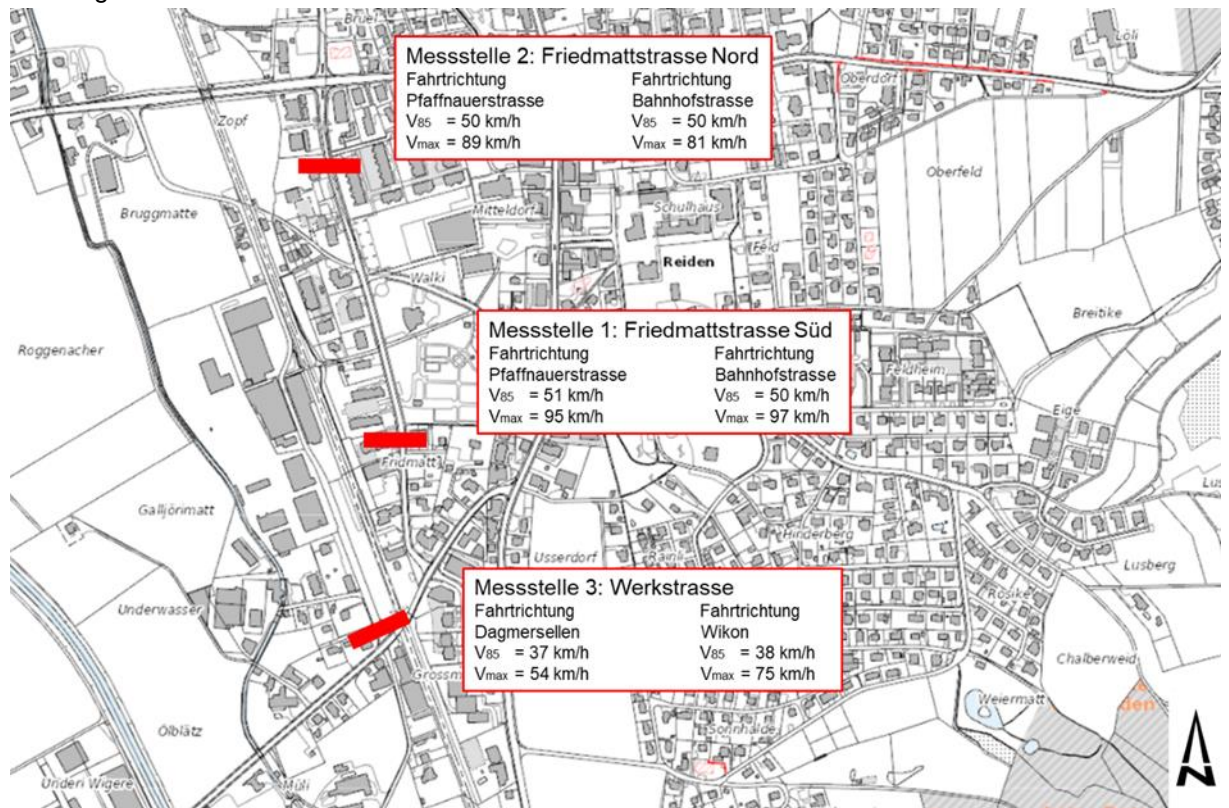 Bruel
Löli
Messstelle 2: Friedmattstrasse Nord
Fahrtrichtung Fahrtrichtung
Pfaffnauerstrasse Bahnhofstrasse
V85 = 50 km/h V85 = 50 km/h
Vmax = 89 km/h Vmax = 81 km/h
Oberdorf
Zopf
Oberfeld
Bruggmatte
Mitteldorf
Schulhaus
Feld
Reiden
Walki
Breitike
Roggenacher
Messstelle 1: Friedmattstrasse Süd
Fahrtrichtung Fahrtrichtung
Pfaffnauerstrasse Bahnhofstrasse
V85 = 51 km/h V85 = 50 km/h
Vmax = 95 km/h Vmax = 97 km/h
Feldheim
Eige
Fridmatt
Galljörimatt
Usserdorf
Rainli
Hinderberg
Lusberg
Messstelle 3: Werkstrasse
Fahrtrichtung Fahrtrichtung
Dagmersellen Wikon
V85 = 37 km/h V85 = 38 km/h
Vmax = 54 km/h Vmax = 75 km/h
Underwasser
Rösike
Chalberweid
Weiermatt
Ölblätz
Sonnhalde
Underi Wigere
Müli
N